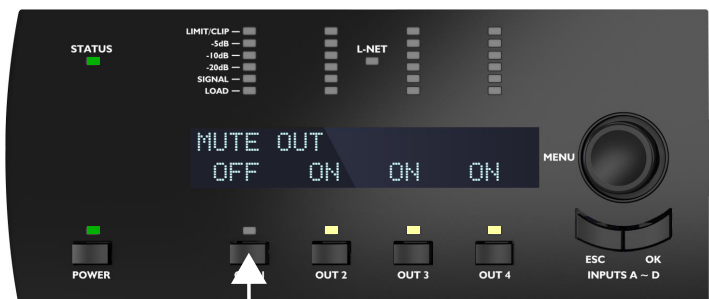 LIMIT/CLIP
STATUS
-5dB
L-NET
-10dB
-20dB
SIGNAL
LOAD
MUTE OUT
OFF ON ON ON
MENU
ESC OK
POWER
OUT 2
OUT 3
OUT 4
INPUTS A ~ D